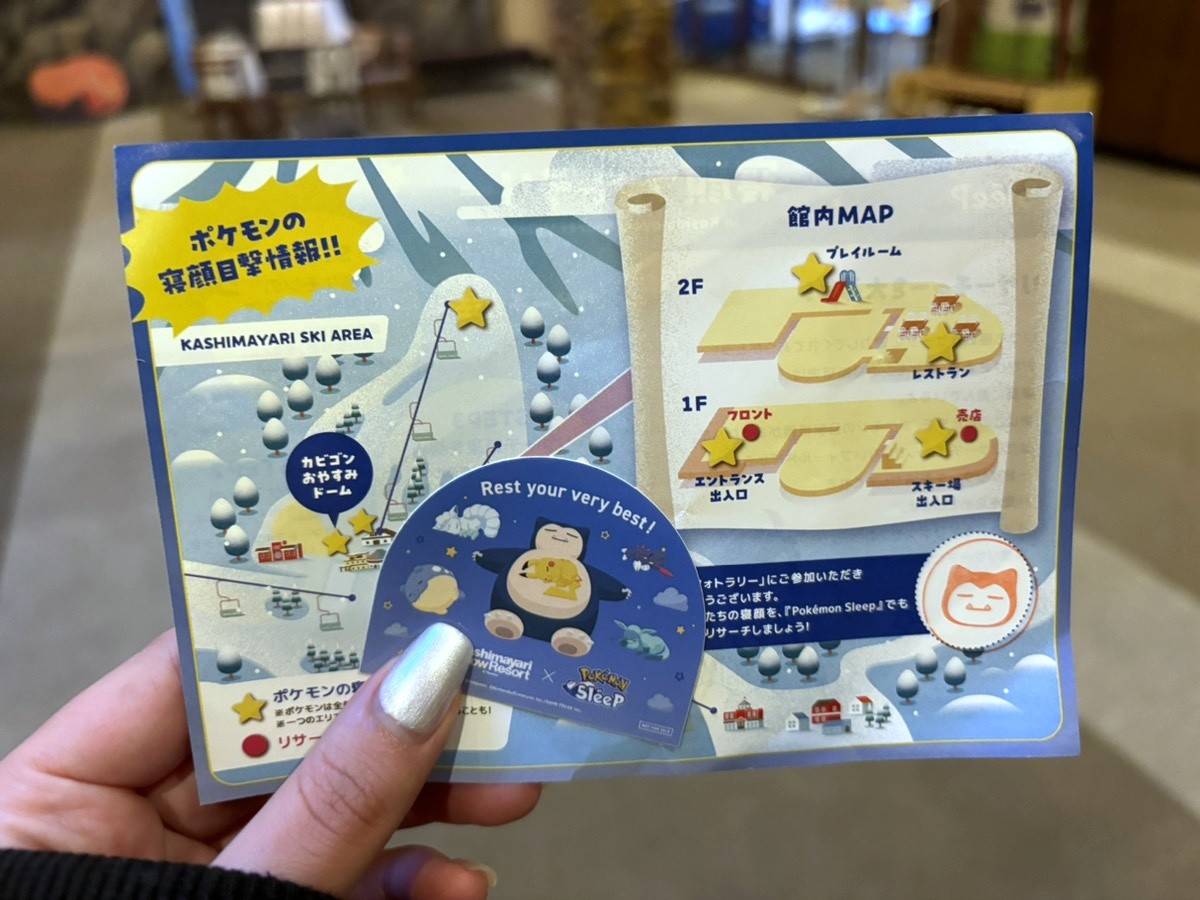 ポケモンの
寝顔目撃情報!!
KASHIMAYARI SKI AREA
カビゴン
おやすみ
ドーム
館内MAP
プレイルーム
2F
レストラン
1F
フロント
売店
エントランス
出入口
スキー場
出入口
ォトラリー」にご参加いただき
うございます。
たちの寝顔を、『Pokémon Sleep』でも
リサーチしましょう!
Rest your very best!
shimayari
ow Resort
×
Pokémon
Sleep
ポケモンの
※ポケモンは全
※一つのエリア
ことも!
リサー